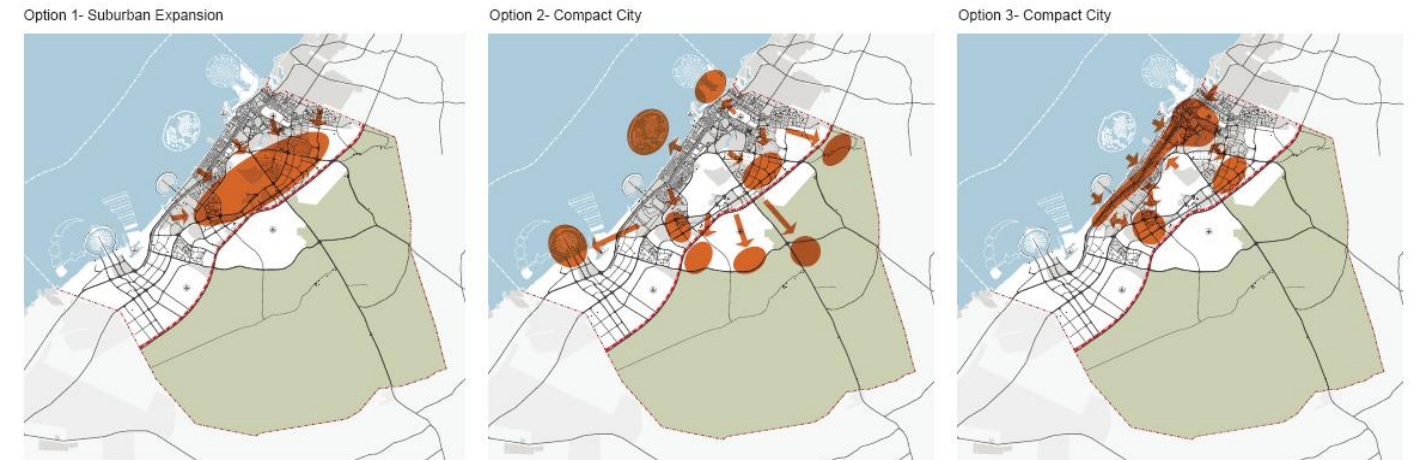 Option 1- Suburban Expansion
Option 2- Compact City
Option 3- Compact City